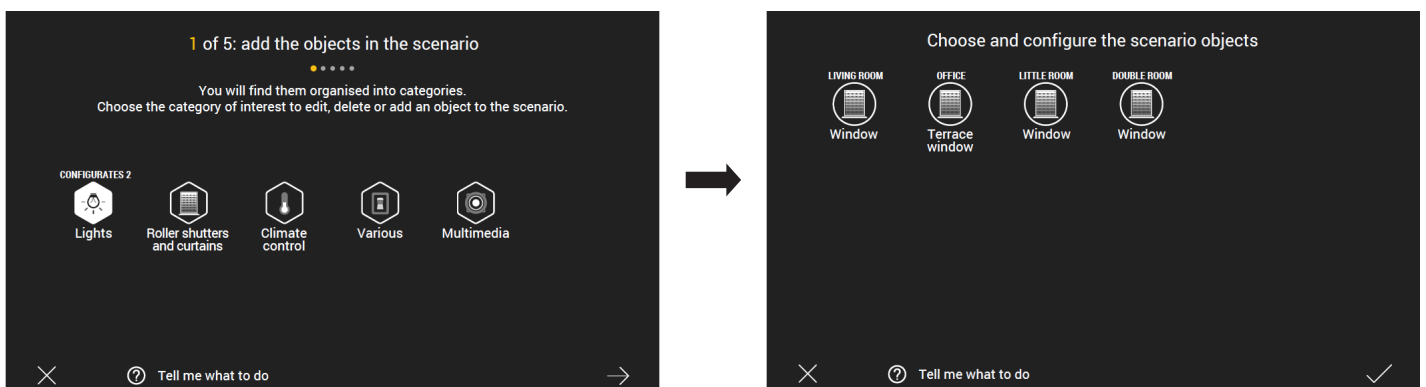 1 of 5: add the objects in the scenario
You will find them organised into categories.
Choose the category of interest to edit, delete or add an object to the scenario.
CONFIGURATES 2
Lights
Roller shutters
and curtains
Climate
control
Various
Multimedia
Tell me what to do
Choose and configure the scenario objects
LIVING ROOM
Window
OFFICE
Terrace
window
LITTLE ROOM
Window
DOUBLE ROOM
Window
Tell me what to do